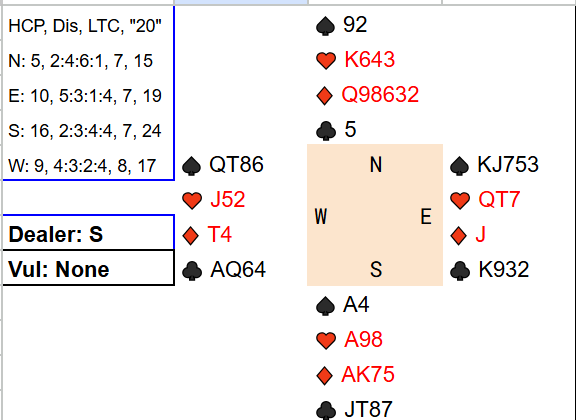 HCP, Dis, LTC, "20"
N: 5, 2:4:6:1, 7, 15
E: 10, 5:3:1:4, 7, 19
S: 16, 2:3:4:4, 7, 24
W: 9, 4:3:2:4, 8, 17
Dealer: S
Vul: None
♠ 92
♥ K643
♦ Q98632
♣ 5
♠ QT86
♥ J52
♦ T4
♣ AQ64
N
W E
S
♠ KJ753
♥ QT7
♦ J
♣ K932
♠ A4
♥ A98
♦ AK75
♣ JT87